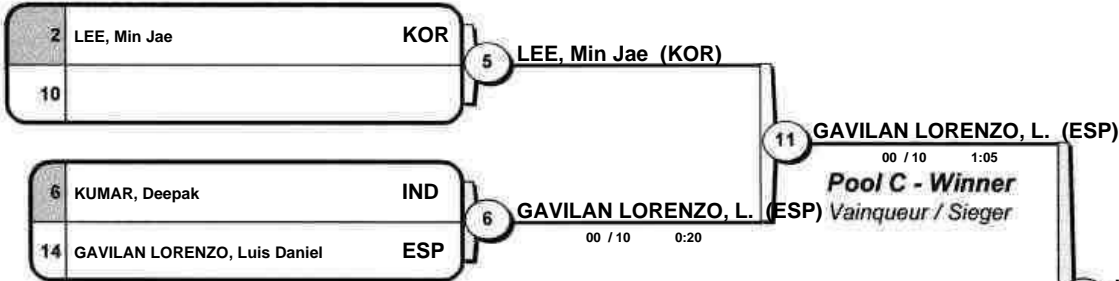 2 LEE, Min Jae KOR
10
5 LEE, Min Jae (KOR)
6 KUMAR, Deepak IND
14 GAVILAN LORENZO, Luis Daniel ESP
6 GAVILAN LORENZO, L. (ESP)
00 / 10 0:20
11 GAVILAN LORENZO, L. (ESP)
00 / 10 1:05
Pool C - Winner
Vainqueur / Sieger